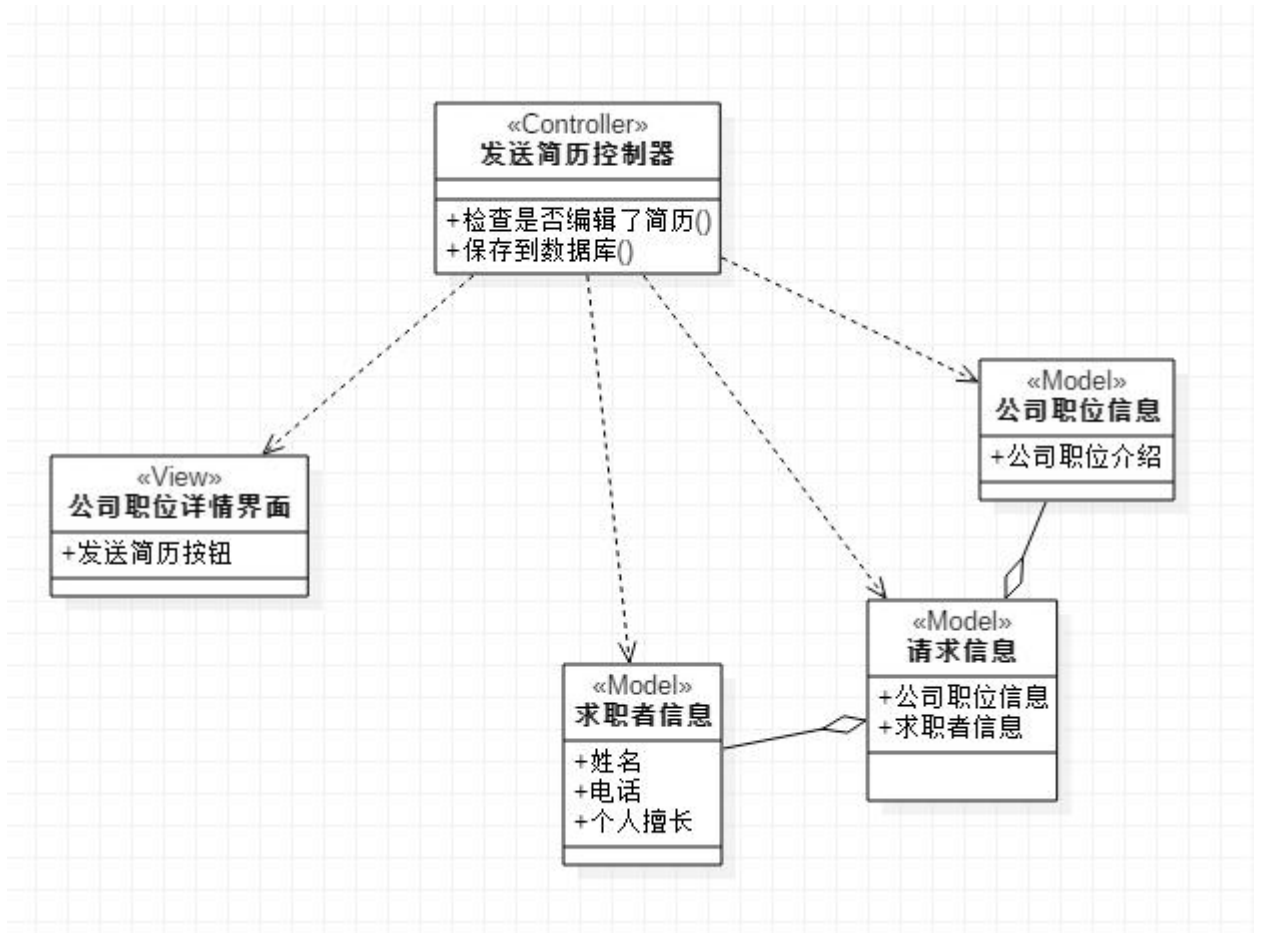 «Controller»
发送简历控制器
+检查是否编辑了简历()
+保存到数据库()
«Model»
公司职位信息
+公司职位介绍
«View»
公司职位详情界面
+发送简历按钮
«Model»
请求信息
+公司职位信息
+求职者信息
«Model»
求职者信息
+姓名
+电话
+个人擅长